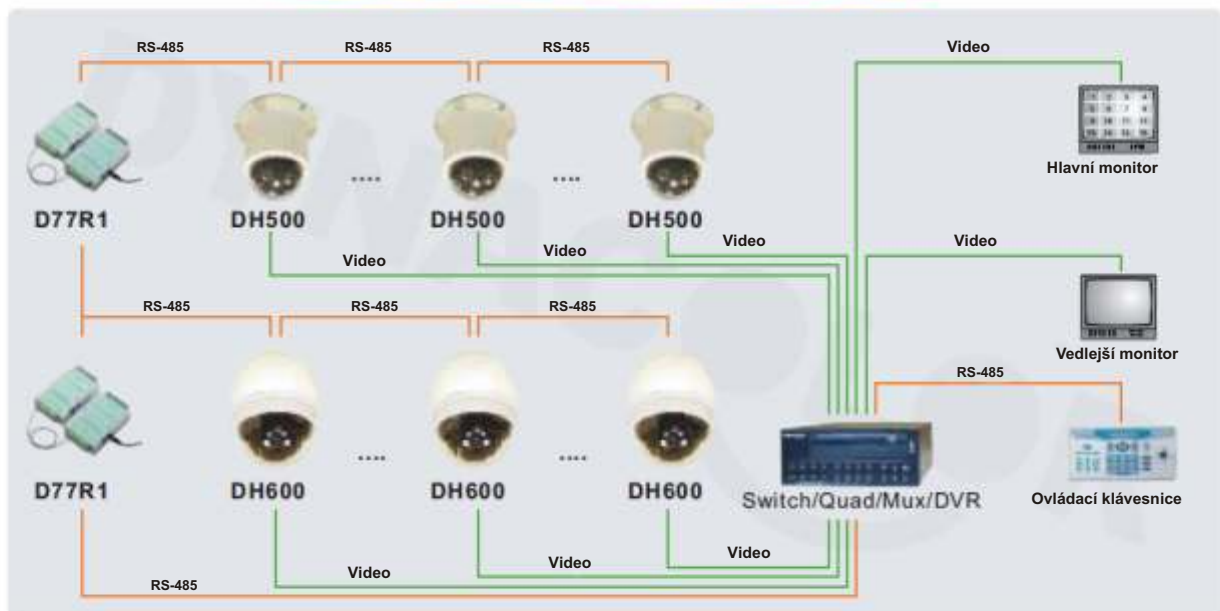 RS-485 RS-485 RS-485 Video
D77R1 DH500 .... DH500 .... DH500 Hlavní monitor
Video Video Video Video
RS-485 RS-485 RS-485
Vedlejší monitor
RS-485
D77R1 DH600 .... DH600 .... DH600 Switch/Quad/Mux/DVR Ovládací klávesnice
RS-485 Video Video Video